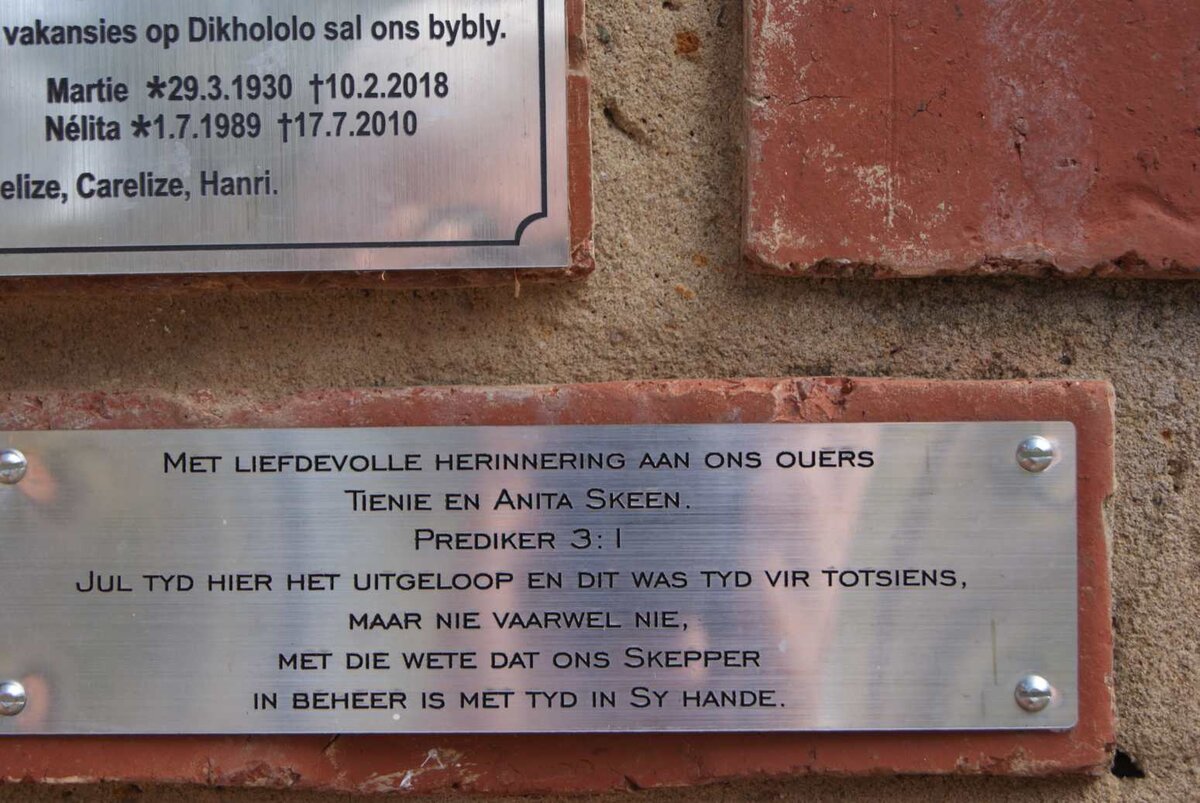 vakansies op Dikhololo sal ons bybly.
Martie *29.3.1930 †10.2.2018
Nélita *1.7.1989 †17.7.2010
elize, Carelize, Hanri.
MET LIEFDEVOLLE HERINNERING AAN ONS OUERS
TIENIE EN ANITA SKEEN.
PREDIKER 3:1
JUL TYD HIER HET UITGELOOP EN DIT WAS TYD VIR TOTSIENS,
MAAR NIE VAARWEL NIE,
MET DIE WETE DAT ONS SKEPPER
IN BEHEER IS MET TYD IN SY HANDE.